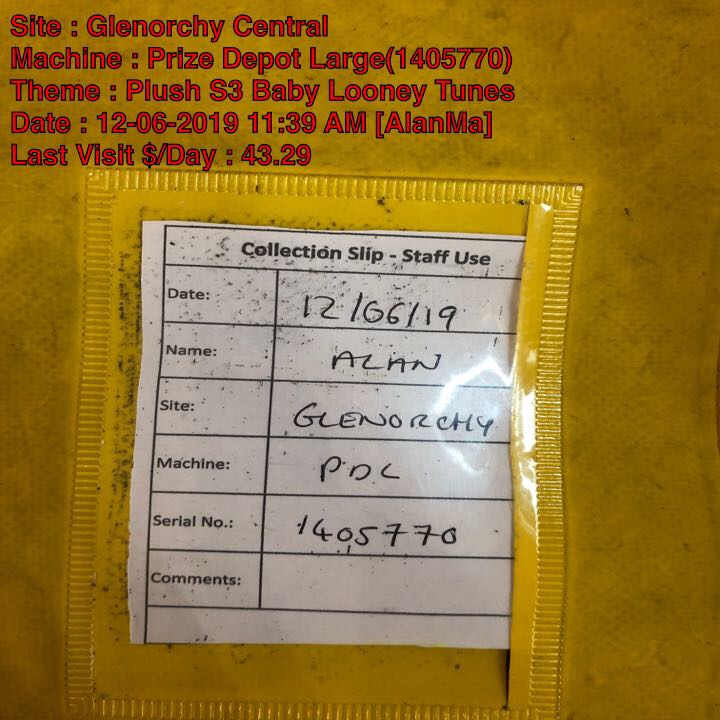 Site : Glenorchy Central
Machine : Prize Depot Large(1405770)
Theme : Plush S3 Baby Looney Tunes
Date : 12-06-2019 11:39 AM [AlanMa]
Last Visit $/Day : 43.29
Collection Slip - Staff Use
Date: 12/06/19
Name: ALAN
Site: GLENORCHY
Machine: PDL
Serial No.: 1405770
Comments: